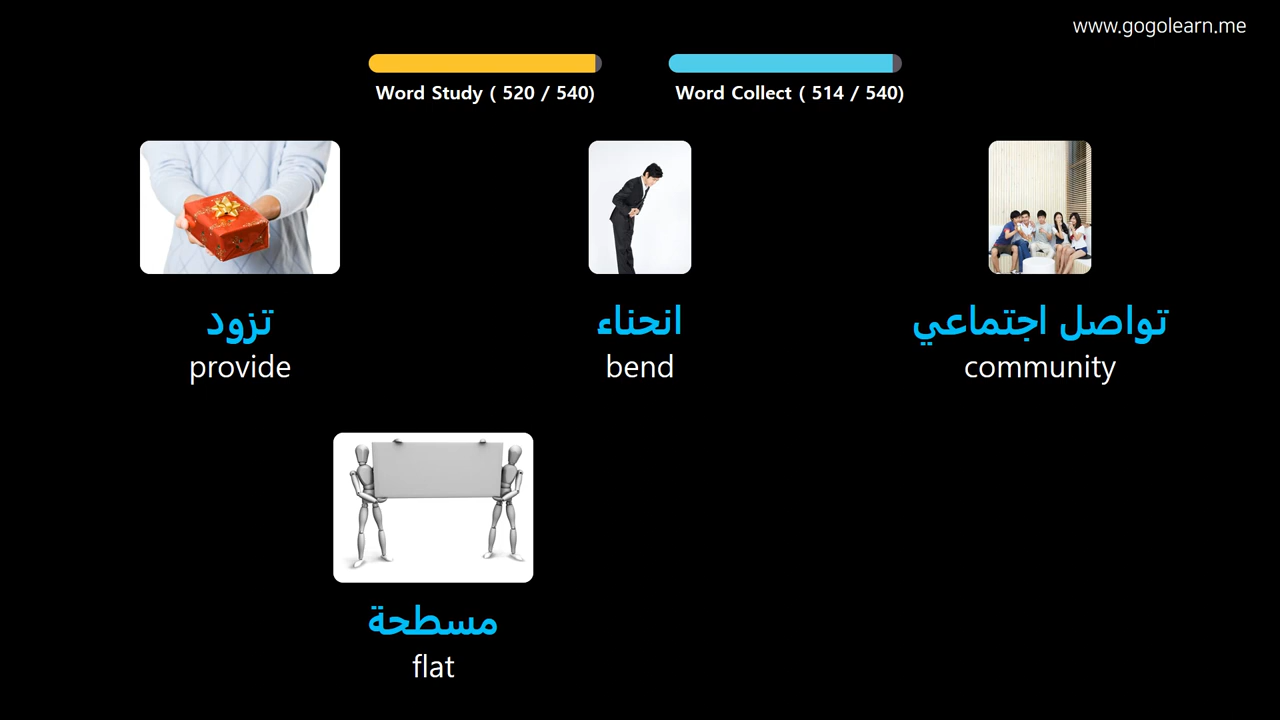 www.gogolearn.me
Word Study ( 520 / 540)
Word Collect ( 514 / 540)
تزود
provide
انحناء
bend
تواصل اجتماعي
community
مسطحة
flat